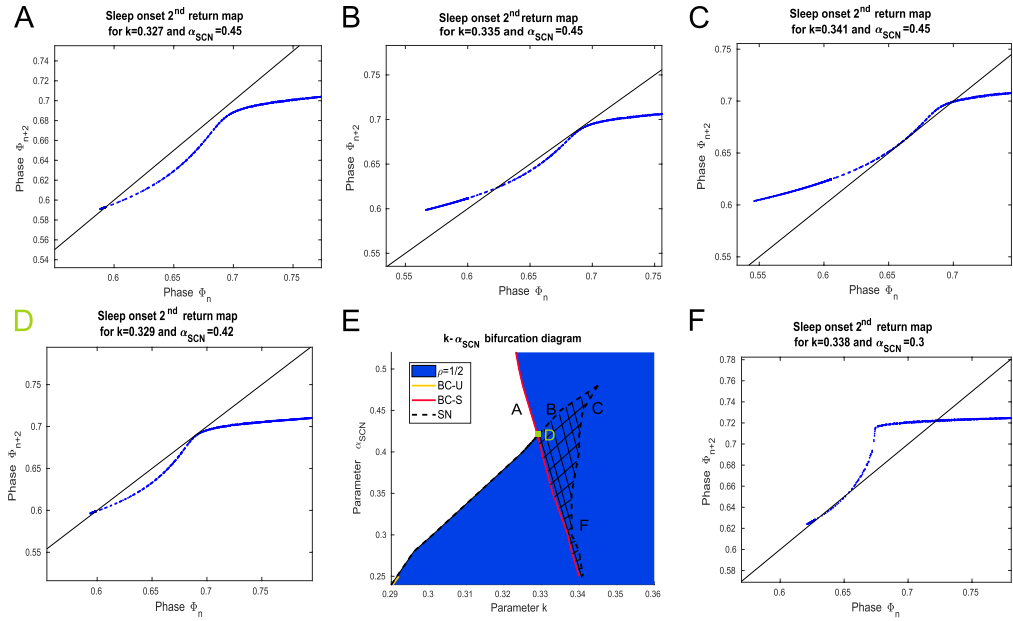 A
Sleep onset 2nd return map
for k=0.327 and αSCN=0.45
0.74
0.72
0.7
0.68
0.66
0.64
0.62
0.6
0.58
0.56
0.54
0.6
0.65
0.7
0.75
Phase Φn+2
Phase Φn
B
Sleep onset 2nd return map
for k=0.335 and αSCN=0.45
0.75
0.7
0.65
0.6
0.55
0.55
0.6
0.65
0.7
0.75
Phase Φn+2
Phase Φn
C
Sleep onset 2nd return map
for k=0.341 and αSCN=0.45
0.75
0.7
0.65
0.6
0.55
0.55
0.6
0.65
0.7
Phase Φn+2
Phase Φn
D
Sleep onset 2nd return map
for k=0.329 and αSCN=0.42
0.75
0.7
0.65
0.6
0.55
0.6
0.65
0.7
0.75
Phase Φn+2
Phase Φn
E
k- αSCN bifurcation diagram
ρ=1/2
BC-U
BC-S
SN
A
B
C
D
F
0.5
0.45
0.4
0.35
0.3
0.25
0.29
0.3
0.31
0.32
0.33
0.34
0.35
0.36
Parameter αSCN
Parameter k
F
Sleep onset 2nd return map
for k=0.338 and αSCN=0.3
0.78
0.76
0.74
0.72
0.7
0.68
0.66
0.64
0.62
0.6
0.58
0.6
0.65
0.7
0.75
Phase Φn+2
Phase Φn